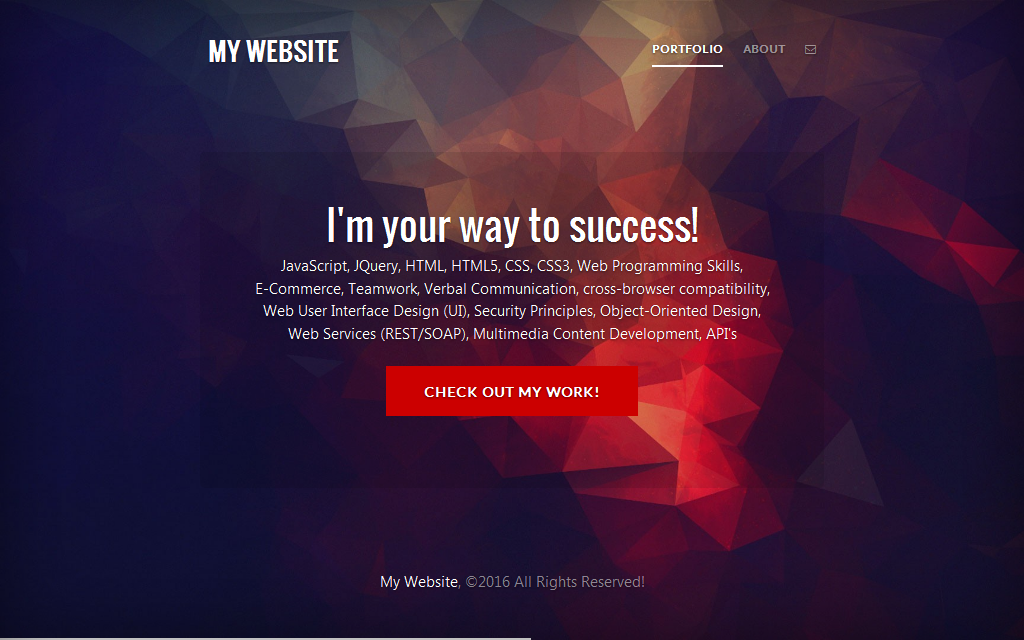 MY WEBSITE
PORTFOLIO ABOUT
I'm your way to success!
JavaScript, JQuery, HTML, HTML5, CSS, CSS3, Web Programming Skills,
E-Commerce, Teamwork, Verbal Communication, cross-browser compatibility,
Web User Interface Design (UI), Security Principles, Object-Oriented Design,
Web Services (REST/SOAP), Multimedia Content Development, API's
CHECK OUT MY WORK!
My Website, ©2016 All Rights Reserved!